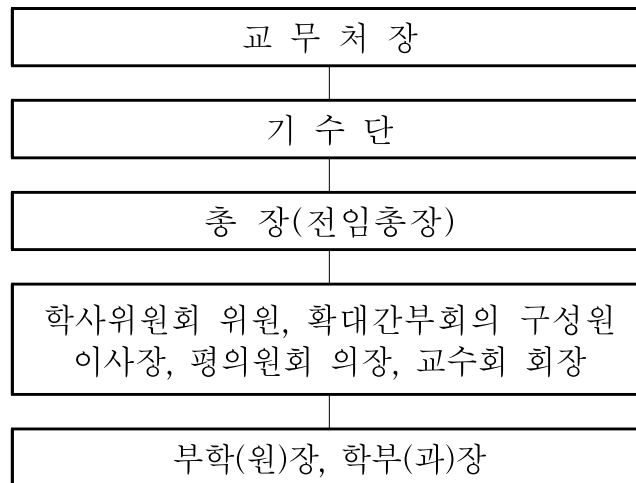 교 무 처 장
기 수 단
총 장(전임총장)
학사위원회 위원, 확대간부회의 구성원
이사장, 평의원회 의장, 교수회 회장
부학(원)장, 학부(과)장